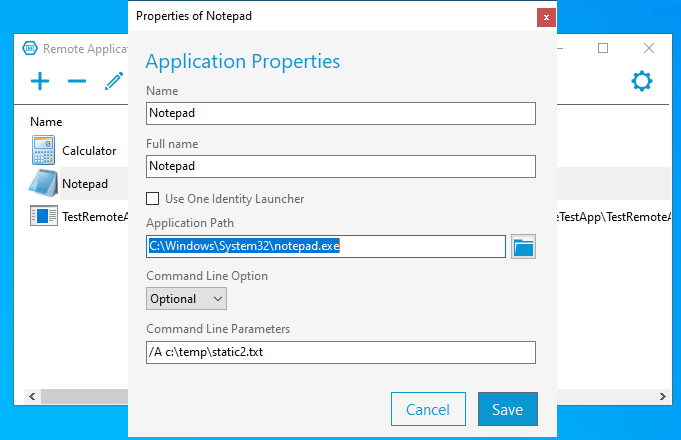 Properties of Notepad
x
Remote Applic
Application Properties
Name
Notepad
Full name
Notepad
Use One Identity Launcher
Application Path
C:\Windows\System32\notepad.exe
Command Line Option
Optional
Command Line Parameters
/A c:\temp\static2.txt
Cancel
Save
Name
Calculator
Notepad
TestRemoteA
eTestApp\TestRemoteA